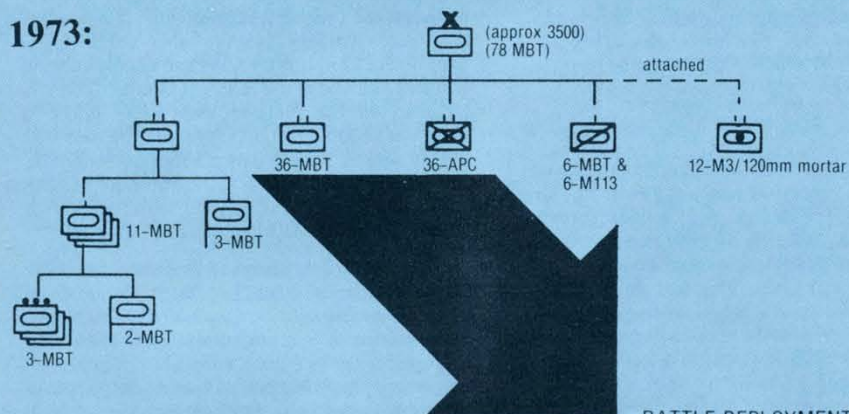 1973:
(approx 3500)
(78 MBT)
attached
36-MBT
36-APC
6-MBT &
6-M113
12-M3/120mm mortar
11-MBT
3-MBT
2-MBT
3-MBT
BATTLE DEPLOYMENT